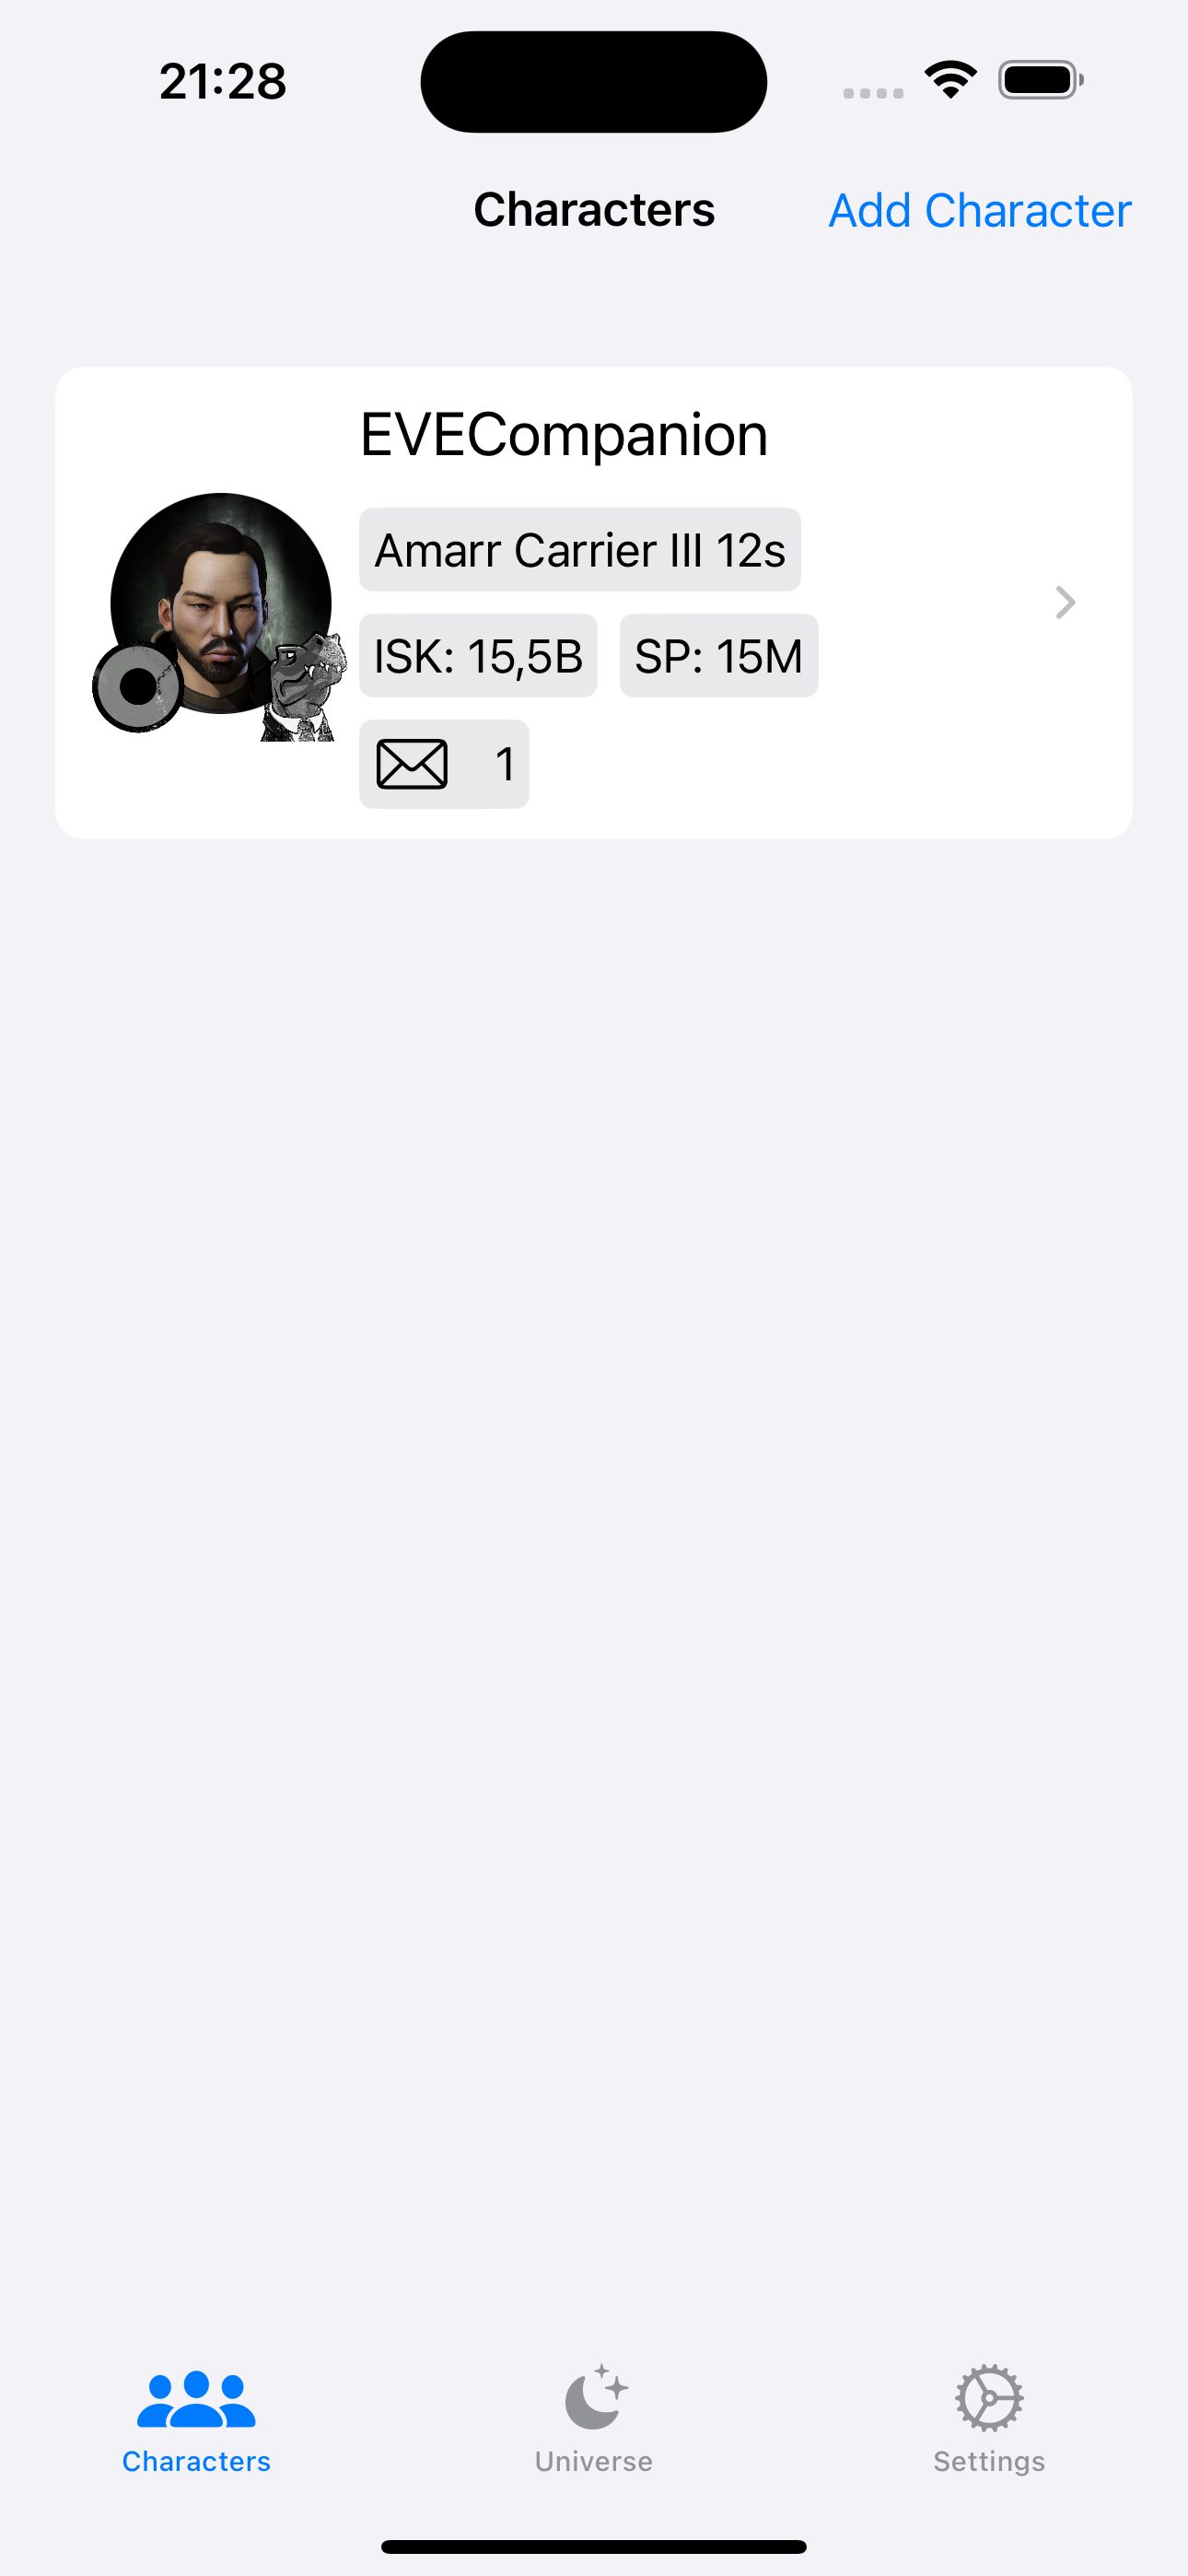 21:28
Characters
Add Character
EVECompanion
Amarr Carrier III 12s
ISK: 15,5B
SP: 15M
1
Characters
Universe
Settings